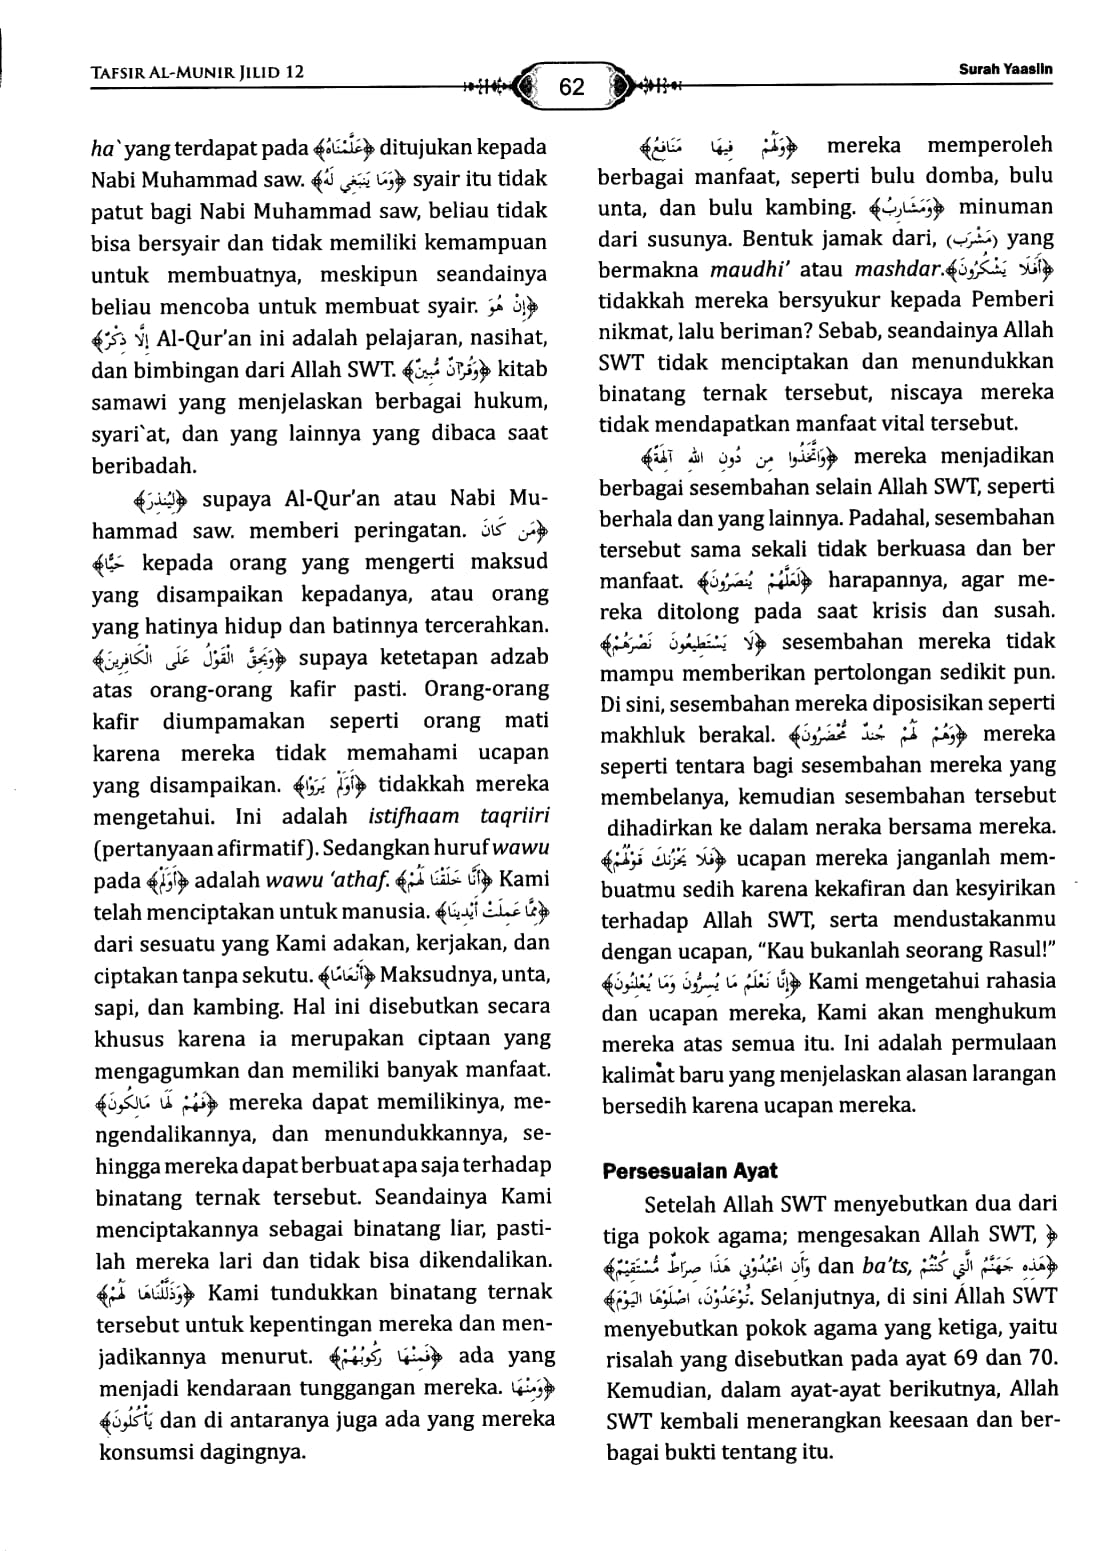 TAFSIR AL-MUNIR JILID 12
62
Surah Yaasiin
ha` yang terdapat pada ﴿عَلَّمْنَاهُ﴾ ditujukan kepada
Nabi Muhammad saw. ﴿وَمَا يَنبَغِي لَهُ﴾ syair itu tidak
patut bagi Nabi Muhammad saw, beliau tidak
bisa bersyair dan tidak memiliki kemampuan
untuk membuatnya, meskipun seandainya
beliau mencoba untuk membuat syair. ﴿إِنْ هُوَ
إِلَّا ذِكْرٌ﴾ Al-Qur'an ini adalah pelajaran, nasihat,
dan bimbingan dari Allah SWT. ﴿وَقُرْآنٌ مُّبِينٌ﴾ kitab
samawi yang menjelaskan berbagai hukum,
syari`at, dan yang lainnya yang dibaca saat
beribadah.
﴿لِيُنذِرَ﴾ supaya Al-Qur'an atau Nabi Mu-
hammad saw. memberi peringatan. ﴿مَن كَانَ
حَيًّا﴾ kepada orang yang mengerti maksud
yang disampaikan kepadanya, atau orang
yang hatinya hidup dan batinnya tercerahkan.
﴿وَيَحِقَّ الْقَوْلُ عَلَى الْكَافِرِينَ﴾ supaya ketetapan adzab
atas orang-orang kafir pasti. Orang-orang
kafir diumpamakan seperti orang mati
karena mereka tidak memahami ucapan
yang disampaikan. ﴿أَوَلَمْ يَرَوْا﴾ tidakkah mereka
mengetahui. Ini adalah istifhaam taqriiri
(pertanyaan afirmatif). Sedangkan huruf wawu
pada ﴿أَوَلَمْ﴾ adalah wawu 'athaf. ﴿أَنَّا خَلَقْنَا لَهُمْ﴾ Kami
telah menciptakan untuk manusia. ﴿مِّمَّا عَمِلَتْ أَيْدِينَا﴾
dari sesuatu yang Kami adakan, kerjakan, dan
ciptakan tanpa sekutu. ﴿أَنْعَامًا﴾ Maksudnya, unta,
sapi, dan kambing. Hal ini disebutkan secara
khusus karena ia merupakan ciptaan yang
mengagumkan dan memiliki banyak manfaat.
﴿فَهُمْ لَهَا مَالِكُونَ﴾ mereka dapat memilikinya, me-
ngendalikannya, dan menundukkannya, se-
hingga mereka dapat berbuat apa saja terhadap
binatang ternak tersebut. Seandainya Kami
menciptakannya sebagai binatang liar, pasti-
lah mereka lari dan tidak bisa dikendalikan.
﴿وَذَلَّلْنَاهَا لَهُمْ﴾ Kami tundukkan binatang ternak
tersebut untuk kepentingan mereka dan men-
jadikannya menurut. ﴿فَمِنْهَا رَكُوبُهُمْ﴾ ada yang
menjadi kendaraan tunggangan mereka. ﴿وَمِنْهَا
يَأْكُلُونَ﴾ dan di antaranya juga ada yang mereka
konsumsi dagingnya.
﴿وَلَهُمْ فِيهَا مَنَافِعُ﴾ mereka memperoleh
berbagai manfaat, seperti bulu domba, bulu
unta, dan bulu kambing. ﴿وَمَشَارِبُ﴾ minuman
dari susunya. Bentuk jamak dari, (مَشْرَب) yang
bermakna maudhi' atau mashdar.﴿أَفَلَا يَشْكُرُونَ﴾
tidakkah mereka bersyukur kepada Pemberi
nikmat, lalu beriman? Sebab, seandainya Allah
SWT tidak menciptakan dan menundukkan
binatang ternak tersebut, niscaya mereka
tidak mendapatkan manfaat vital tersebut.
﴿وَاتَّخَذُوا مِن دُونِ اللهِ آلِهَةً﴾ mereka menjadikan
berbagai sesembahan selain Allah SWT, seperti
berhala dan yang lainnya. Padahal, sesembahan
tersebut sama sekali tidak berkuasa dan ber
manfaat. ﴿لَعَلَّهُمْ يُنصَرُونَ﴾ harapannya, agar me-
reka ditolong pada saat krisis dan susah.
﴿لَا يَسْتَطِيعُونَ نَصْرَهُمْ﴾ sesembahan mereka tidak
mampu memberikan pertolongan sedikit pun.
Di sini, sesembahan mereka diposisikan seperti
makhluk berakal. ﴿وَهُمْ لَهُمْ جُندٌ مُّحْضَرُونَ﴾ mereka
seperti tentara bagi sesembahan mereka yang
membelanya, kemudian sesembahan tersebut
dihadirkan ke dalam neraka bersama mereka.
﴿فَلَا يَحْزُنكَ قَوْلُهُمْ﴾ ucapan mereka janganlah mem-
buatmu sedih karena kekafiran dan kesyirikan
terhadap Allah SWT, serta mendustakanmu
dengan ucapan, “Kau bukanlah seorang Rasul!”
﴿إِنَّا نَعْلَمُ مَا يُسِرُّونَ وَمَا يُعْلِنُونَ﴾ Kami mengetahui rahasia
dan ucapan mereka, Kami akan menghukum
mereka atas semua itu. Ini adalah permulaan
kalimat baru yang menjelaskan alasan larangan
bersedih karena ucapan mereka.
Persesuaian Ayat
Setelah Allah SWT menyebutkan dua dari
tiga pokok agama; mengesakan Allah SWT, ﴿
وَأَنِ اعْبُدُونِي هَذَا صِرَاطٌ مُّسْتَقِيمٌ﴾ dan ba'ts, ﴿هَذِهِ جَهَنَّمُ الَّتِي كُنتُمْ
تُوعَدُونَ، اصْلَوْهَا الْيَوْمَ﴾. Selanjutnya, di sini Allah SWT
menyebutkan pokok agama yang ketiga, yaitu
risalah yang disebutkan pada ayat 69 dan 70.
Kemudian, dalam ayat-ayat berikutnya, Allah
SWT kembali menerangkan keesaan dan ber-
bagai bukti tentang itu.